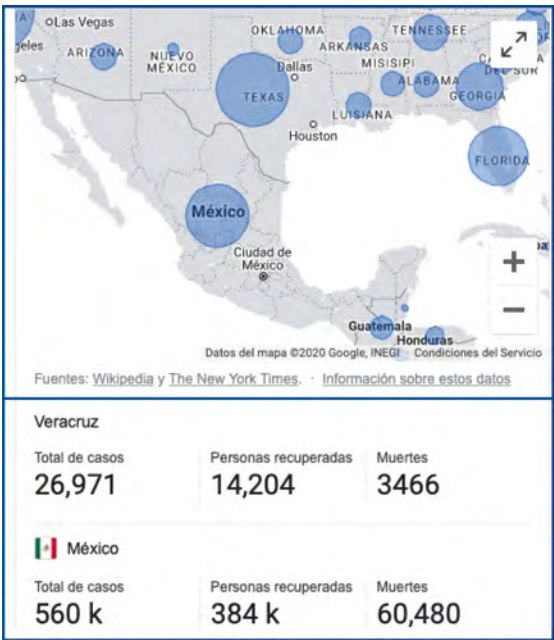 Las Vegas
geles
ARIZONA
NUEVO
MÉXICO
OKLAHOMA
ARKANSAS
TENNESSEE
Dallas
MISISIPI
ALABAMA
DEL SUR
TEXAS
GEORGIA
LUISIANA
Houston
FLORIDA
México
Ciudad de
México
+
−
Guatemala
Honduras
Datos del mapa ©2020 Google, INEGI · Condiciones del Servicio
Fuentes: Wikipedia y The New York Times. · Información sobre estos datos
Veracruz
Total de casos Personas recuperadas Muertes
26,971 14,204 3466
México
Total de casos Personas recuperadas Muertes
560 k 384 k 60,480